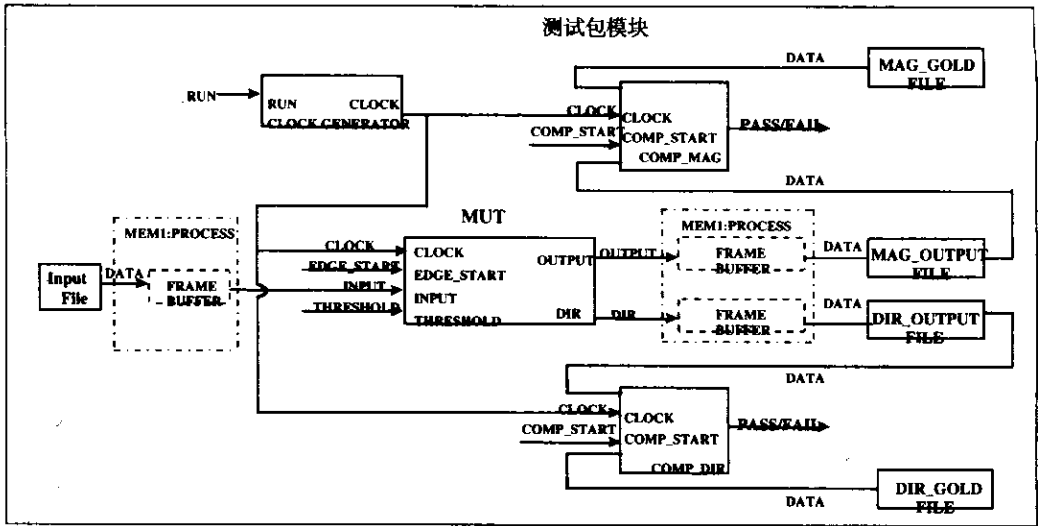 测试包模块
DATA
MAG_GOLD
FILE
RUN
RUN
CLOCK
CLOCK GENERATOR
CLOCK
CLOCK
COMP_START
COMP_START
COMP_MAG
PASS/FAIL
DATA
MUT
MEM1:PROCESS
MEM1:PROCESS
Input
File
DATA
FRAME
BUFFER
CLOCK
EDGE_START
INPUT
THRESHOLD
CLOCK
EDGE_START
INPUT
THRESHOLD
OUTPUT
DIR
OUTPUT
DIR
FRAME
BUFFER
FRAME
BUFFER
DATA
MAG_OUTPUT
FILE
DATA
DIR_OUTPUT
FILE
DATA
CLOCK
CLOCK
COMP_START
COMP_START
COMP_DIR
PASS/FAIL
DATA
DIR_GOLD
FILE